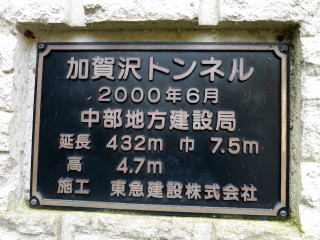 加賀沢トンネル
2000年6月
中部地方建設局
延長 432m 巾 7.5m
高 4.7m
施工 東急建設株式会社